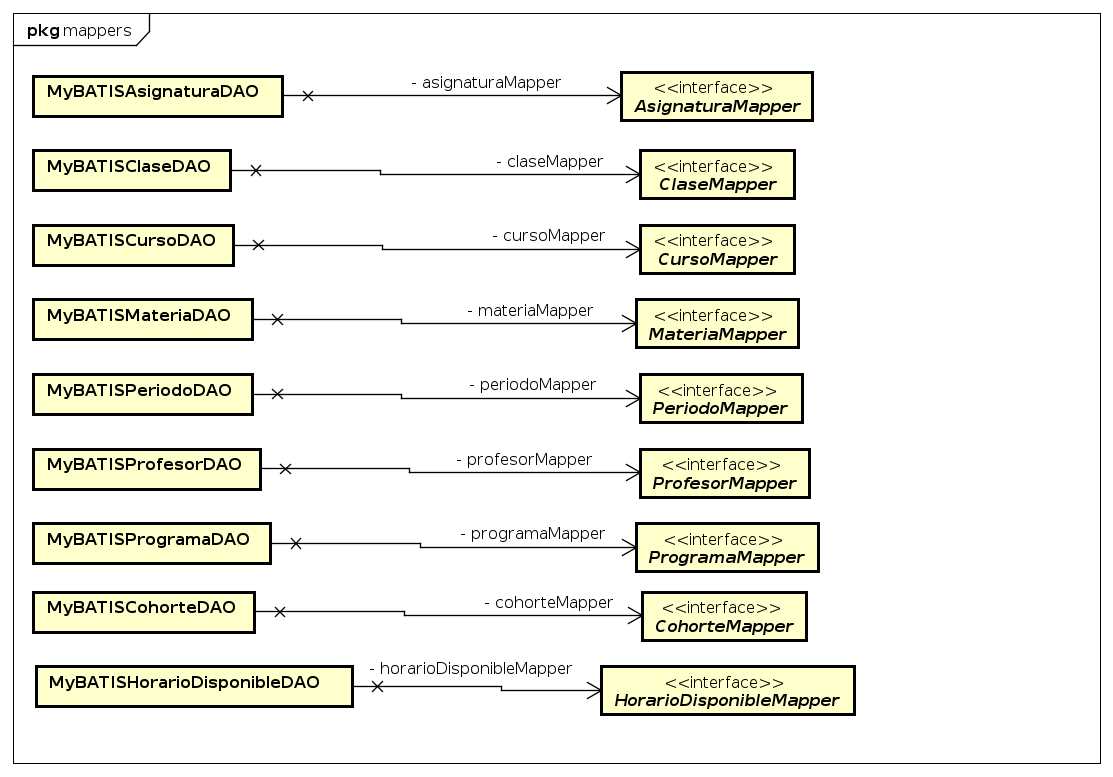 pkg mappers
MyBATISAsignaturaDAO
- asignaturaMapper
<<interface>>
AsignaturaMapper
MyBATISClaseDAO
- claseMapper
<<interface>>
ClaseMapper
MyBATISCursoDAO
- cursoMapper
<<interface>>
CursoMapper
MyBATISMateriaDAO
- materiaMapper
<<interface>>
MateriaMapper
MyBATISPeriodoDAO
- periodoMapper
<<interface>>
PeriodoMapper
MyBATISProfesorDAO
- profesorMapper
<<interface>>
ProfesorMapper
MyBATISProgramaDAO
- programaMapper
<<interface>>
ProgramaMapper
MyBATISCohorteDAO
- cohorteMapper
<<interface>>
CohorteMapper
MyBATISHorarioDisponibleDAO
- horarioDisponibleMapper
<<interface>>
HorarioDisponibleMapper